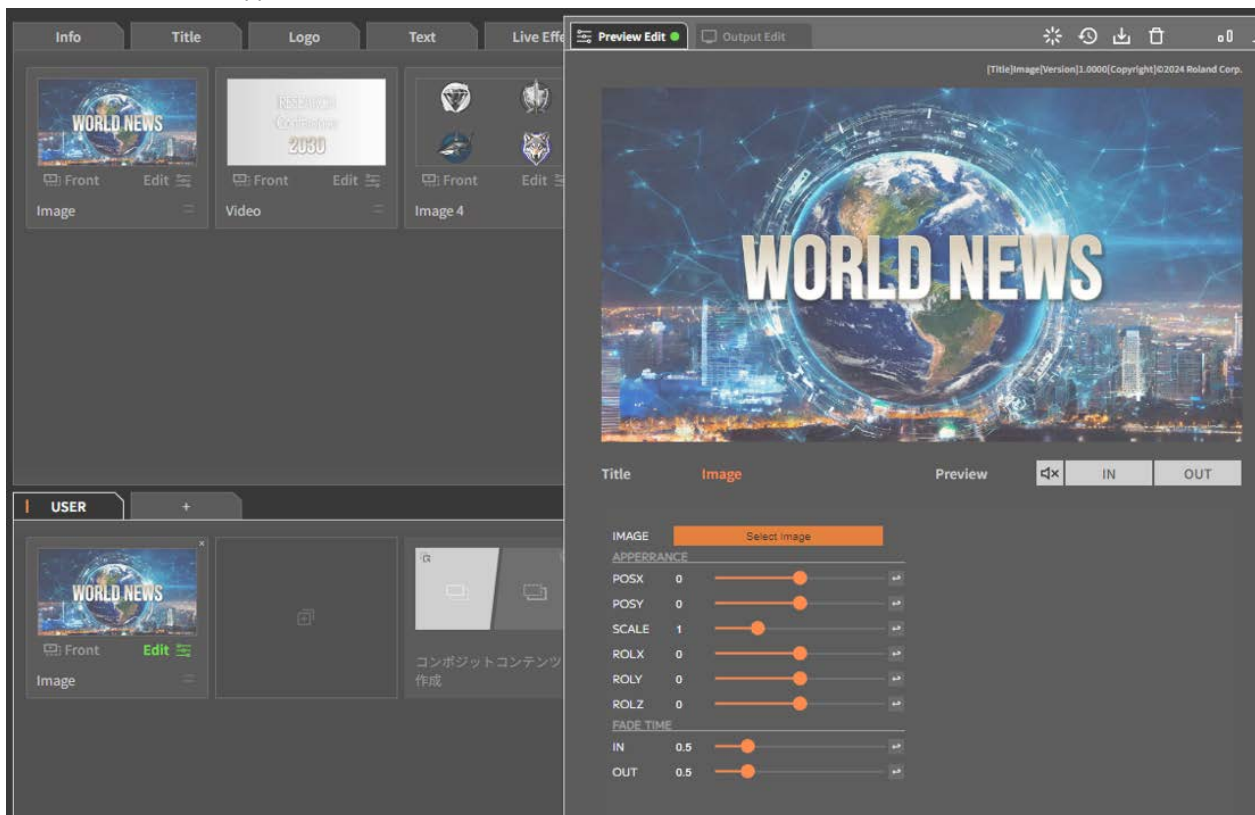 Info
Title
Logo
Text
Live Effe
Preview Edit
Output Edit
[Title]Image[Version]1.0000[Copyright]©2024 Roland Corp.
WORLD NEWS
2030
Front
Edit
Front
Edit
Front
Edit
Image
Video
Image 4
WORLD NEWS
Title
Image
Preview
IN
OUT
USER
+
IMAGE
Select Image
APPERRANCE
POSX 0
POSY 0
SCALE 1
ROLX 0
ROLY 0
ROLZ 0
FADE TIME
IN 0.5
OUT 0.5
WORLD NEWS
Front
Edit
Image
コンポジットコンテンツ
作成